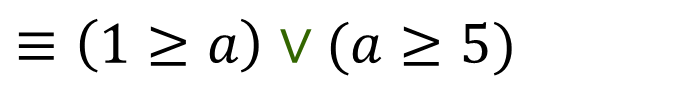 ≡ (1 ≥ a) ∨ (a ≥ 5)